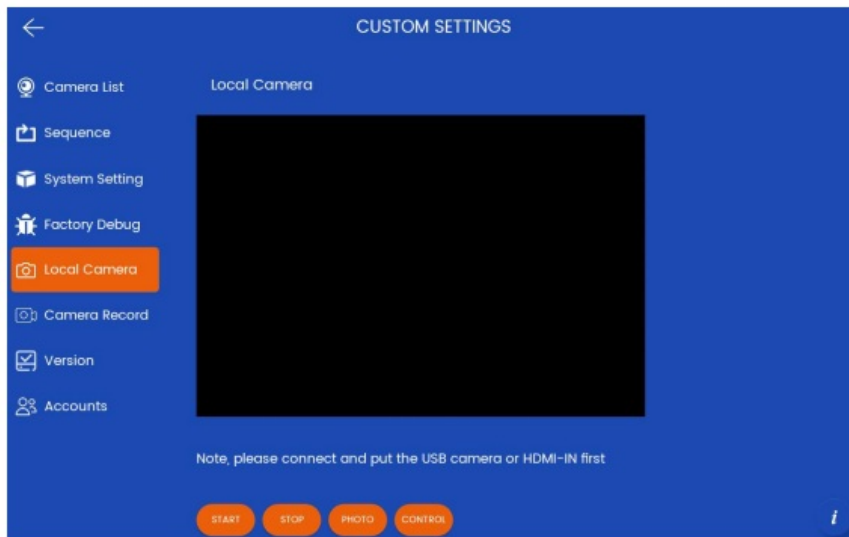 CUSTOM SETTINGS
Camera List
Sequence
System Setting
Factory Debug
Local Camera
Camera Record
Version
Accounts
Local Camera
Note, please connect and put the USB camera or HDMI-IN first
START STOP PHOTO CONTROL
i